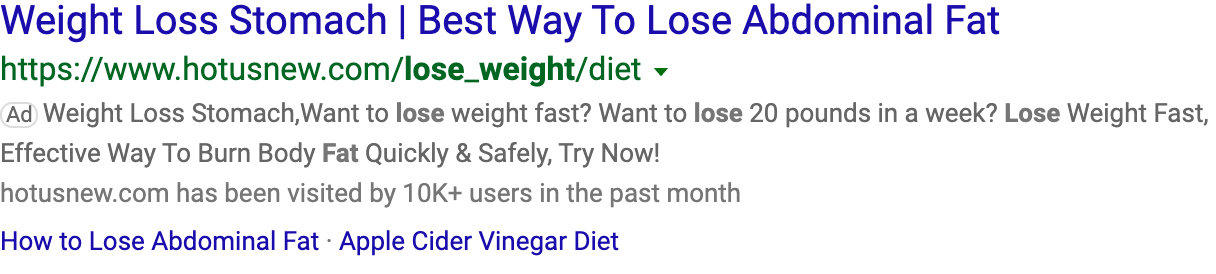 Weight Loss Stomach | Best Way To Lose Abdominal Fat
https://www.hotusnew.com/lose_weight/diet
Ad Weight Loss Stomach,Want to lose weight fast? Want to lose 20 pounds in a week? Lose Weight Fast,
Effective Way To Burn Body Fat Quickly & Safely, Try Now!
hotusnew.com has been visited by 10K+ users in the past month
How to Lose Abdominal Fat · Apple Cider Vinegar Diet